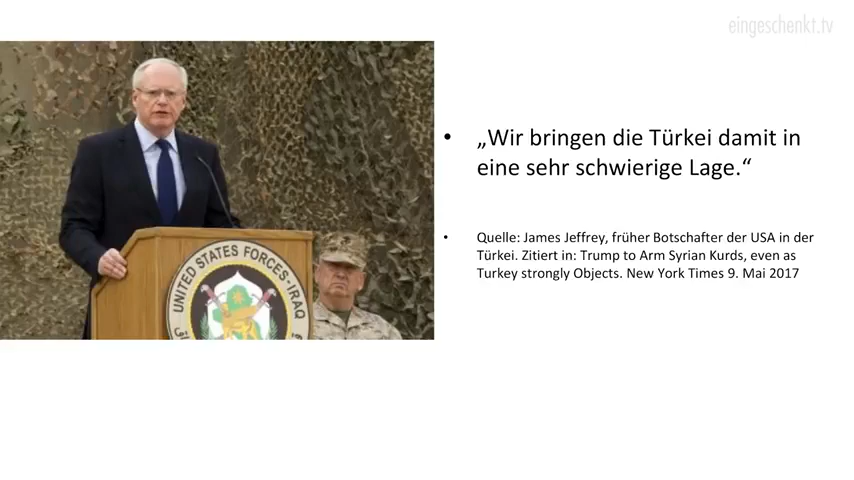 eingeschenkt.tv
• „Wir bringen die Türkei damit in
eine sehr schwierige Lage.“
• Quelle: James Jeffrey, früher Botschafter der USA in der
Türkei. Zitiert in: Trump to Arm Syrian Kurds, even as
Turkey strongly Objects. New York Times 9. Mai 2017
UNITED STATES FORCES-IRAQ